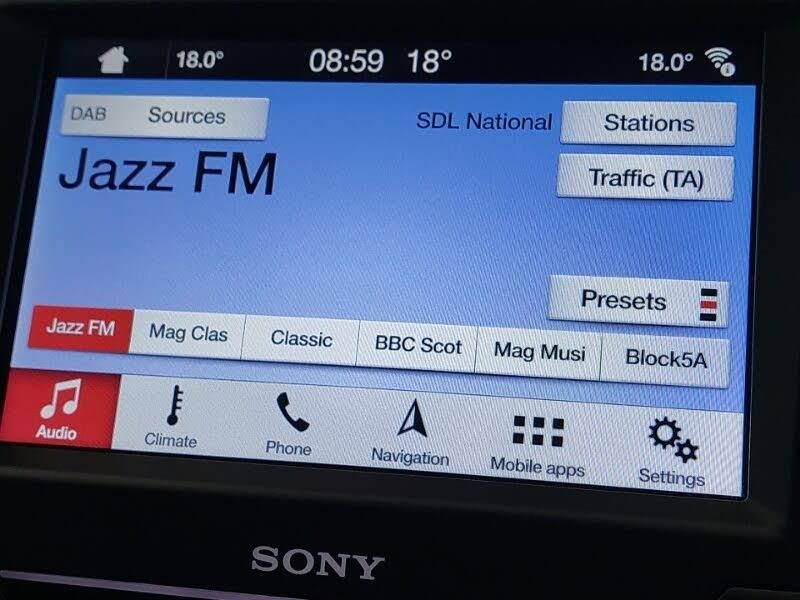 18.0° 08:59 18° 18.0°
DAB Sources SDL National Stations
Jazz FM
Traffic (TA)
Presets
Jazz FM Mag Clas Classic BBC Scot Mag Musi Block5A
Audio Climate Phone Navigation Mobile apps Settings
SONY